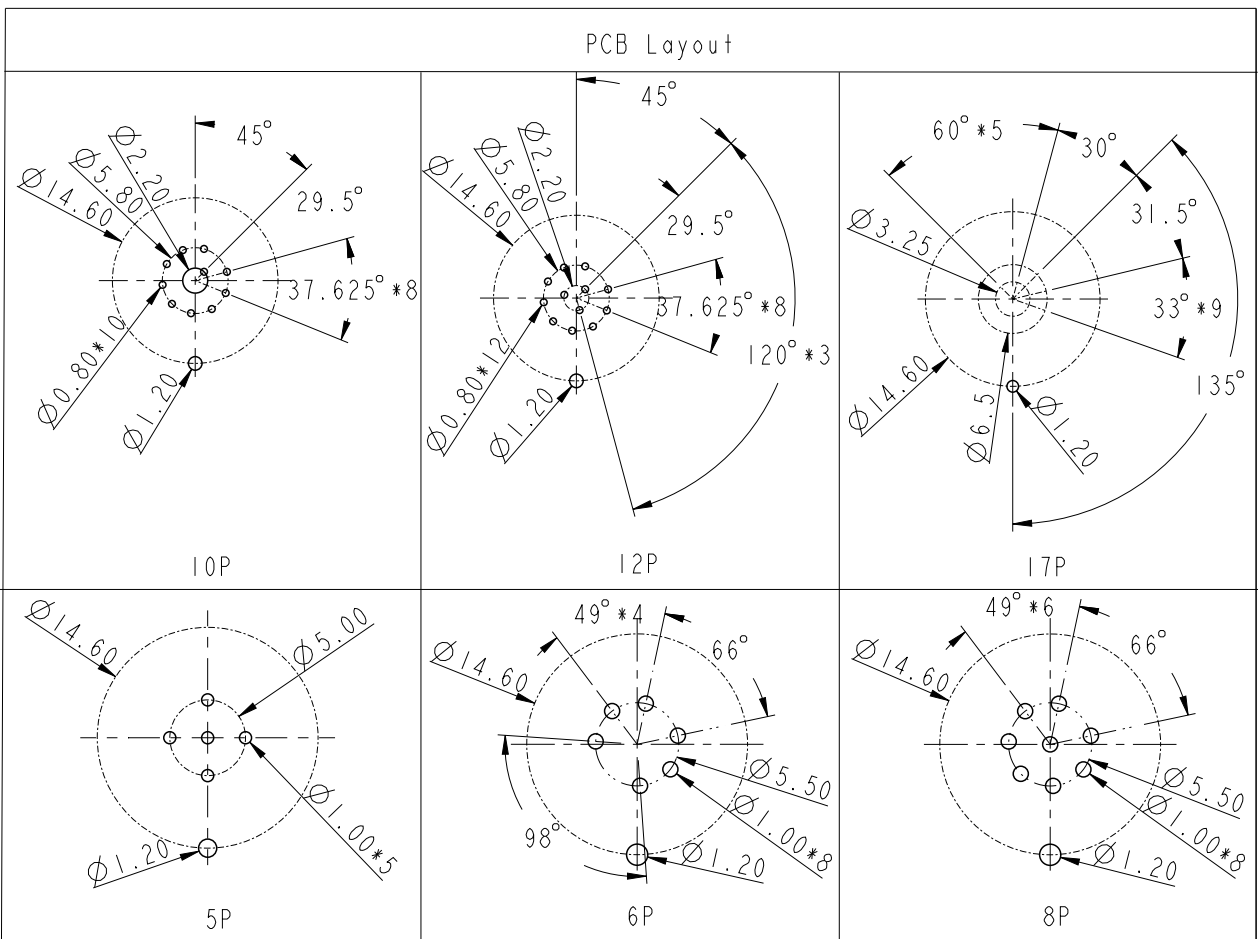 PCB Layout
45°
Ø2.20
Ø5.80
Ø14.60
29.5°
37.625°*8
Ø0.80*10
Ø1.20
10P
45°
Ø2.20
Ø5.80
Ø14.60
29.5°
37.625°*8
120°*3
Ø0.80*12
Ø1.20
12P
60°*5
30°
31.5°
Ø3.25
33°*9
135°
Ø14.60
Ø6.5
Ø1.20
17P
Ø14.60
Ø5.00
Ø1.00*5
Ø1.20
5P
49°*4
66°
Ø14.60
98°
Ø5.50
Ø1.00*8
Ø1.20
6P
49°*6
66°
Ø14.60
Ø5.50
Ø1.00*8
Ø1.20
8P